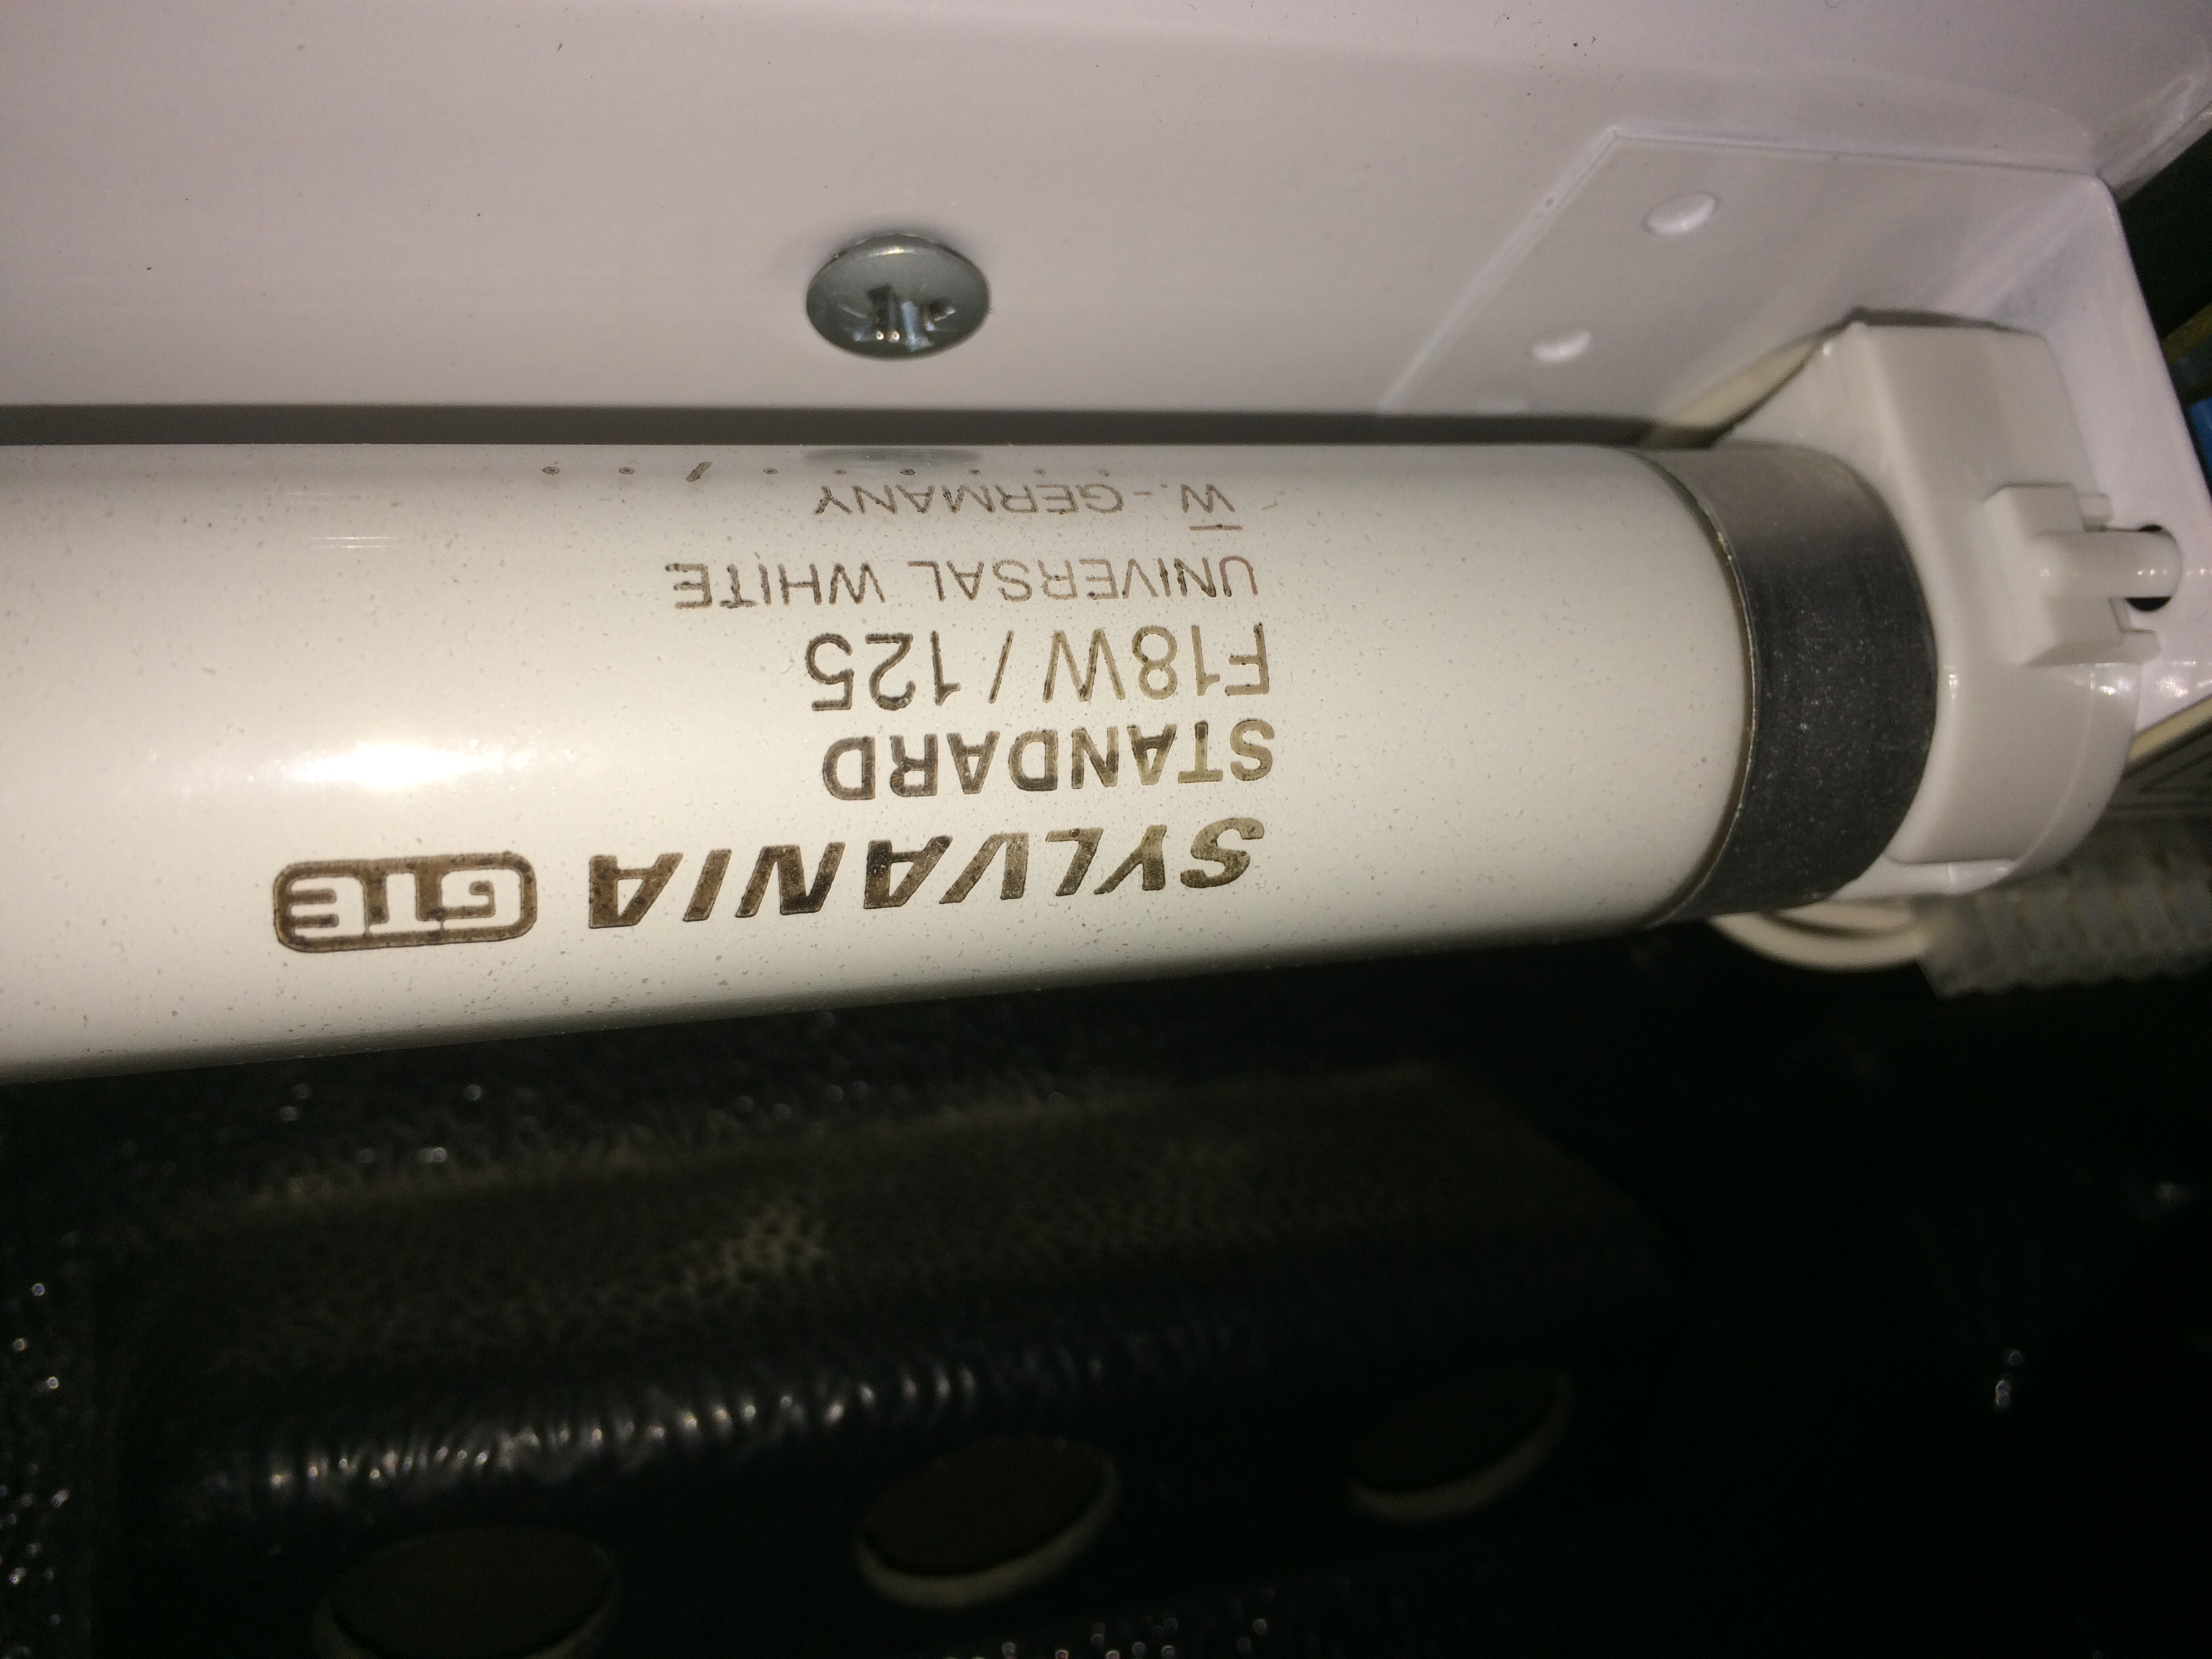 SYLVANIA GTE
STANDARD
F18W / 125
UNIVERSAL WHITE
W.-GERMANY